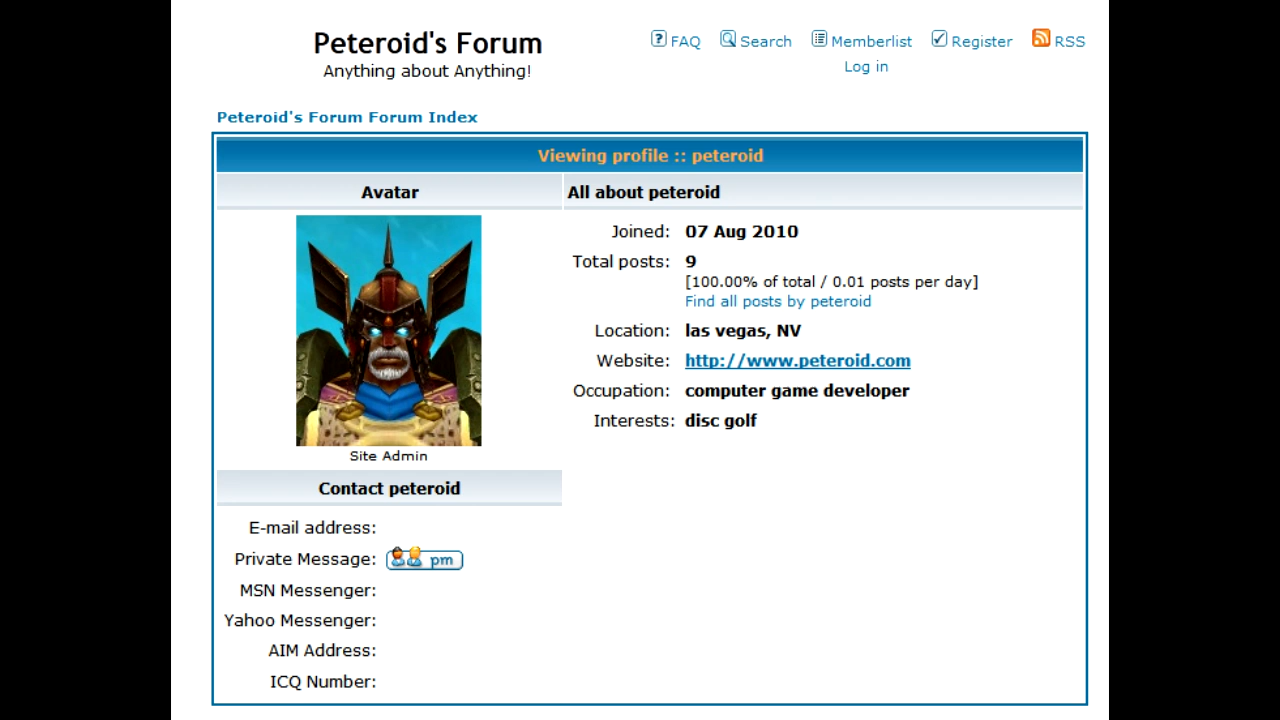 Peteroid's Forum
Anything about Anything!
FAQ Search Memberlist Register RSS
Log in
Peteroid's Forum Forum Index
Viewing profile :: peteroid
Avatar
All about peteroid
Site Admin
Joined: 07 Aug 2010
Total posts: 9
[100.00% of total / 0.01 posts per day]
Find all posts by peteroid
Location: las vegas, NV
Website: http://www.peteroid.com
Occupation: computer game developer
Interests: disc golf
Contact peteroid
E-mail address:
Private Message: pm
MSN Messenger:
Yahoo Messenger:
AIM Address:
ICQ Number: